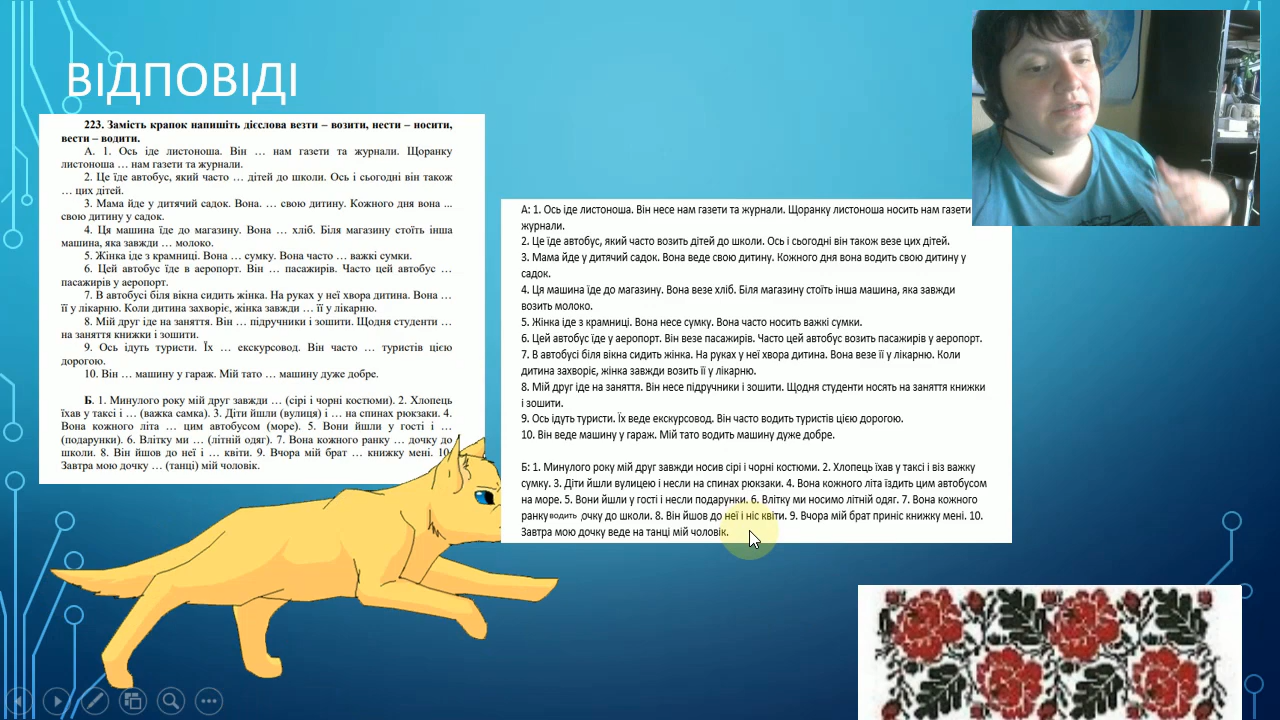 ВІДПОВІДІ
223. Замість крапок напишіть дієслова везти – возити, нести – носити,
вести – водити.
А. 1. Ось іде листоноша. Він … нам газети та журнали. Щоранку
листоноша … нам газети та журнали.
2. Це їде автобус, який часто … дітей до школи. Ось і сьогодні він також
… цих дітей.
3. Мама йде у дитячий садок. Вона. … свою дитину. Кожного дня вона ...
свою дитину у садок.
4. Ця машина їде до магазину. Вона … хліб. Біля магазину стоїть інша
машина, яка завжди … молоко.
5. Жінка іде з крамниці. Вона … сумку. Вона часто … важкі сумки.
6. Цей автобус їде в аеропорт. Він … пасажирів. Часто цей автобус …
пасажирів у аеропорт.
7. В автобусі біля вікна сидить жінка. На руках у неї хвора дитина. Вона …
її у лікарню. Коли дитина захворіє, жінка завжди … її у лікарню.
8. Мій друг іде на заняття. Він … підручники і зошити. Щодня студенти …
на заняття книжки і зошити.
9. Ось ідуть туристи. Їх … екскурсовод. Він часто … туристів цією
дорогою.
10. Він … машину у гараж. Мій тато … машину дуже добре.
Б. 1. Минулого року мій друг завжди … (сірі і чорні костюми). 2. Хлопець
їхав у таксі і … (важка самка). 3. Діти йшли (вулиця) і … на спинах рюкзаки. 4.
Вона кожного літа … цим автобусом (море). 5. Вони йшли у гості і …
(подарунки). 6. Влітку ми … (літній одяг). 7. Вона кожного ранку … дочку до
школи. 8. Він йшов до неї і … квіти. 9. Вчора мій брат … книжку мені. 10
Завтра мою дочку … (танці) мій чоловік.
А: 1. Ось іде листоноша. Він несе нам газети та журнали. Щоранку листоноша носить нам газети
журнали.
2. Це їде автобус, який часто возить дітей до школи. Ось і сьогодні він також везе цих дітей.
3. Мама йде у дитячий садок. Вона веде свою дитину. Кожного дня вона водить свою дитину у
садок.
4. Ця машина їде до магазину. Вона везе хліб. Біля магазину стоїть інша машина, яка завжди
возить молоко.
5. Жінка іде з крамниці. Вона несе сумку. Вона часто носить важкі сумки.
6. Цей автобус їде у аеропорт. Він везе пасажирів. Часто цей автобус возить пасажирів у аеропорт.
7. В автобусі біля вікна сидить жінка. На руках у неї хвора дитина. Вона везе її у лікарню. Коли
дитина захворіє, жінка завжди возить її у лікарню.
8. Мій друг іде на заняття. Він несе підручники і зошити. Щодня студенти носять на заняття книжки
і зошити.
9. Ось ідуть туристи. Їх веде екскурсовод. Він часто водить туристів цією дорогою.
10. Він веде машину у гараж. Мій тато водить машину дуже добре.
Б: 1. Минулого року мій друг завжди носив сірі і чорні костюми. 2. Хлопець їхав у таксі і віз важку
сумку. 3. Діти йшли вулицею і несли на спинах рюкзаки. 4. Вона кожного літа їздить цим автобусом
на море. 5. Вони йшли у гості і несли подарунки. 6. Влітку ми носимо літній одяг. 7. Вона кожного
ранку водить очку до школи. 8. Він йшов до неї і ніс квіти. 9. Вчора мій брат приніс книжку мені. 10.
Завтра мою дочку веде на танці мій чоловік.